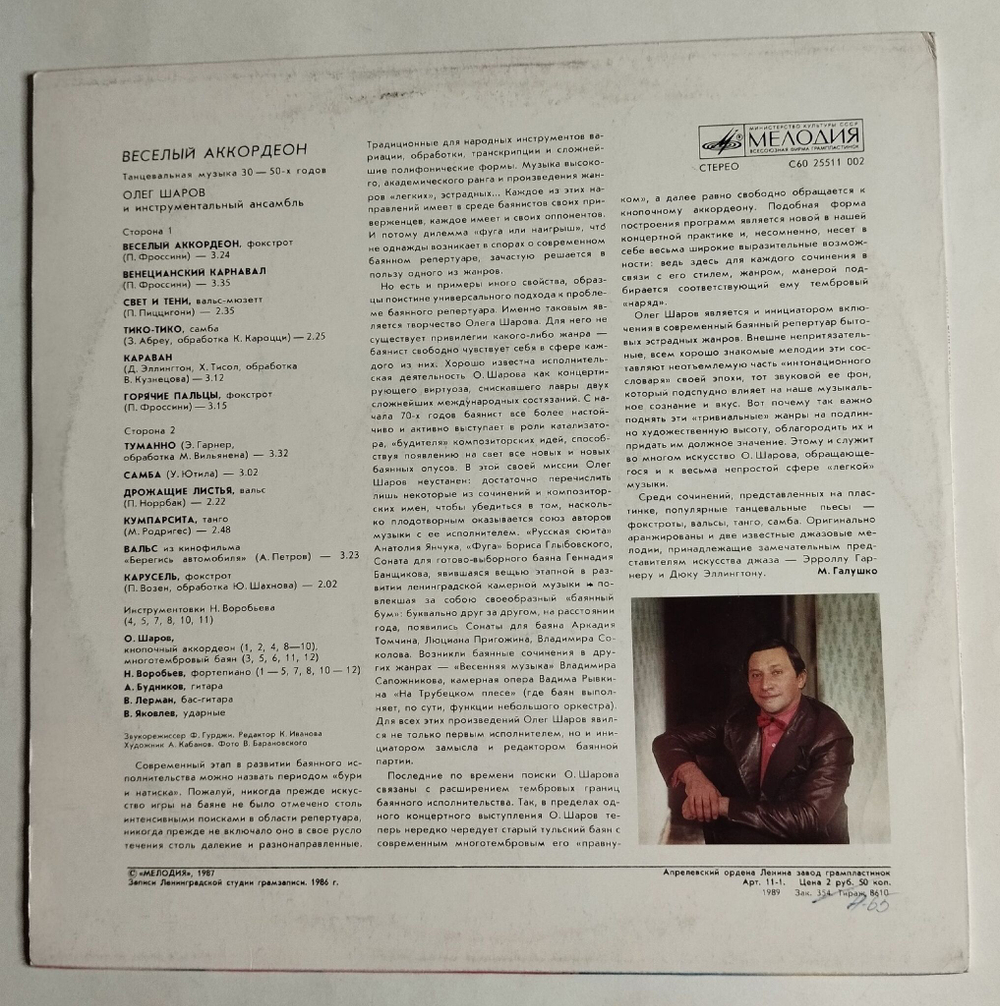 ВЕСЕЛЫЙ АККОРДЕОН
Танцевальная музыка 30 — 50-х годов
ОЛЕГ ШАРОВ
и инструментальный ансамбль
Сторона 1
ВЕСЕЛЫЙ АККОРДЕОН, фокстрот
(П. Фроссини) — 3.24
ВЕНЕЦИАНСКИЙ КАРНАВАЛ
(П. Фроссини) — 3.35
СВЕТ И ТЕНИ, вальс-мюзетт
(П. Пиццигони) — 2.35
ТИКО-ТИКО, самба
(З. Абреу, обработка К. Кароцци) — 2.25
КАРАВАН
(Д. Эллингтон, Х. Тисол, обработка
В. Кузнецова) — 3.12
ГОРЯЧИЕ ПАЛЬЦЫ, фокстрот
(П. Фроссини) — 3.15
Сторона 2
ТУМАННО (Э. Гарнер,
обработка М. Вильянена) — 3.32
САМБА (У. Ютила) — 3.02
ДРОЖАЩИЕ ЛИСТЬЯ, вальс
(П. Норрбак) — 2.22
КУМПАРСИТА, танго
(М. Родригес) — 2.48
ВАЛЬС из кинофильма
«Берегись автомобиля» (А. Петров) — 3.23
КАРУСЕЛЬ, фокстрот
(П. Возен, обработка Ю. Шахнова) — 2.02
Инструментовки Н. Воробьева
(4, 5, 7, 8, 10, 11)
О. Шаров,
кнопочный аккордеон (1, 2, 4, 8—10),
многотембровый баян (3, 5, 6, 11, 12)
Н. Воробьев, фортепиано (1 — 5, 7, 8, 10 — 12)
А. Будников, гитара
В. Лерман, бас-гитара
В. Яковлев, ударные
Звукорежиссер Ф. Гурджи. Редактор К. Иванова
Художник А. Кабанов. Фото В. Барановского
Современный этап в развитии баянного ис-
полнительства можно назвать периодом «бури
и натиска». Пожалуй, никогда прежде искус-
ство игры на баяне не было отмечено столь
интенсивными поисками в области репертуара,
никогда прежде не включало оно в свое русло
течения столь далекие и разнонаправленные.
Традиционные для народных инструментов ва-
риации, обработки, транскрипции и сложней-
шие полифонические формы. Музыка высоко-
го, академического ранга и произведения жан-
ров «легких», эстрадных... Каждое из этих на-
правлений имеет в среде баянистов своих при-
верженцев, каждое имеет и своих оппонентов.
И потому дилемма «фуга или наигрыш», что
не однажды возникает в спорах о современном
баянном репертуаре, зачастую решается в
пользу одного из жанров.
Но есть и примеры иного свойства, образ-
цы поистине универсального подхода к пробле-
ме баянного репертуара. Именно таковым яв-
ляется творчество Олега Шарова. Для него не
существует привилегии какого-либо жанра —
баянист свободно чувствует себя в сфере каж-
дого из них. Хорошо известна исполнитель-
ская деятельность О. Шарова как концерти-
рующего виртуоза, снискавшего лавры двух
сложнейших международных состязаний. С на-
чала 70-х годов баянист все более настой-
чиво и активно выступает в роли катализато-
ра, «будителя» композиторских идей, способ-
ствуя появлению на свет все новых и новых
баянных опусов. В этой своей миссии Олег
Шаров неустанен: достаточно перечислить
лишь некоторые из сочинений и композитор-
ских имен, чтобы убедиться в том, насколь-
ко плодотворным оказывается союз авторов
музыки с ее исполнителем. «Русская сюита»
Анатолия Янчука, «Фуга» Бориса Глыбовского,
Соната для готово-выборного баяна Геннадия
Банщикова, явившаяся вещью этапной в раз-
витии ленинградской камерной музыки и по-
влекшая за собою своеобразный «баянный
бум»: буквально друг за другом, на расстоянии
года, появились Сонаты для баяна Аркадия
Томчина, Люциана Пригожина, Владимира Со-
колова. Возникли баянные сочинения в дру-
гих жанрах — «Весенняя музыка» Владимира
Сапожникова, камерная опера Вадима Рывки-
на «На Трубецком плесе» (где баян выпол-
няет, по сути, функции небольшого оркестра).
Для всех этих произведений Олег Шаров явил-
ся не только первым исполнителем, но и ини-
циатором замысла и редактором баянной
партии.
Последние по времени поиски О. Шарова
связаны с расширением тембровых границ
баянного исполнительства. Так, в пределах од-
ного концертного выступления О. Шаров те-
перь нередко чередует старый тульский баян с
современным многотембровым его «правну-
МИНИСТЕРСТВО КУЛЬТУРЫ СССР
МЕЛОДИЯ
ВСЕСОЮЗНАЯ ФИРМА ГРАМПЛАСТИНОК
СТЕРЕО С60 25511 002
ком», а далее равно свободно обращается к
кнопочному аккордеону. Подобная форма
построения программ является новой в нашей
концертной практике и, несомненно, несет в
себе весьма широкие выразительные возмож-
ности: ведь здесь для каждого сочинения в
связи с его стилем, жанром, манерой под-
бирается соответствующий ему тембровый
«наряд».
Олег Шаров является и инициатором вклю-
чения в современный баянный репертуар быто-
вых эстрадных жанров. Внешне непритязатель-
ные, всем хорошо знакомые мелодии эти сос-
тавляют неотъемлемую часть «интонационного
словаря» своей эпохи, тот звуковой ее фон,
который подспудно влияет на наше музыкаль-
ное сознание и вкус. Вот почему так важно
поднять эти «тривиальные» жанры на подлин-
но художественную высоту, облагородить их и
придать им должное значение. Этому и служит
во многом искусство О. Шарова, обращающе-
гося и к весьма непростой сфере «легкой»
музыки.
Среди сочинений, представленных на плас-
тинке, популярные танцевальные пьесы —
фокстроты, вальсы, танго, самба. Оригинально
аранжированы и две известные джазовые ме-
лодии, принадлежащие замечательным пред-
ставителям искусства джаза — Эрроллу Гар-
неру и Дюку Эллингтону. М. Галушко
© «МЕЛОДИЯ», 1987
Записи Ленинградской студии грамзаписи. 1986 г.
Апрелевский ордена Ленина завод грампластинок
Арт. 11-1. Цена 2 руб. 50 коп.
1989 Зак. 354 Тираж 8610